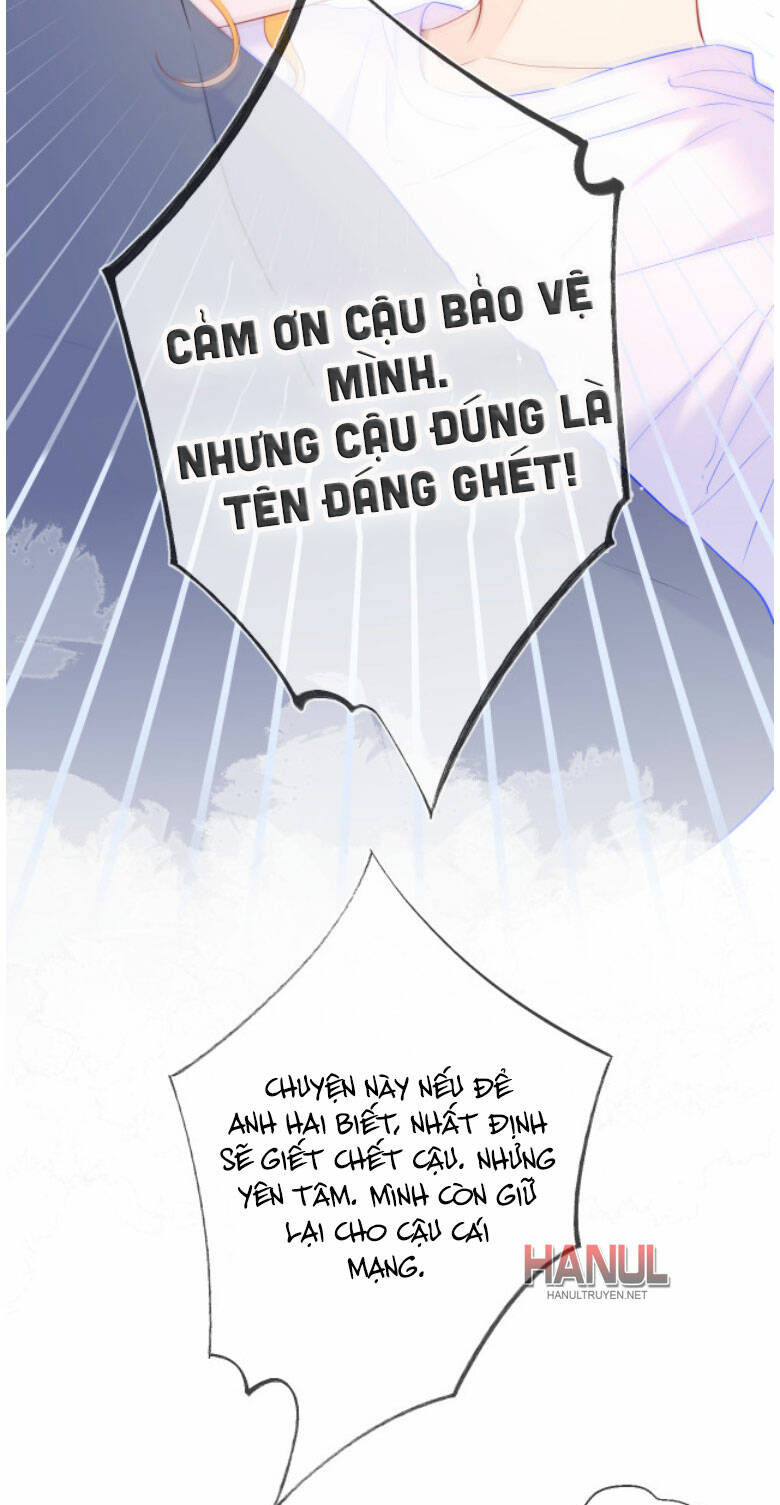 CẢM ƠN CẬU BẢO VỆ
MÌNH.
NHƯNG CẬU ĐÚNG LÀ
TÊN ĐÁNG GHÉT!
CHUYỆN NÀY NẾU ĐỂ
ANH HAI BIẾT, NHẤT ĐỊNH
SẼ GIẾT CHẾT CẬU. NHƯNG
YÊN TÂM. MÌNH CÒN GIỮ
LẠI CHO CẬU CÁI
MẠNG.
HANUL
HANULTRUYEN.NET